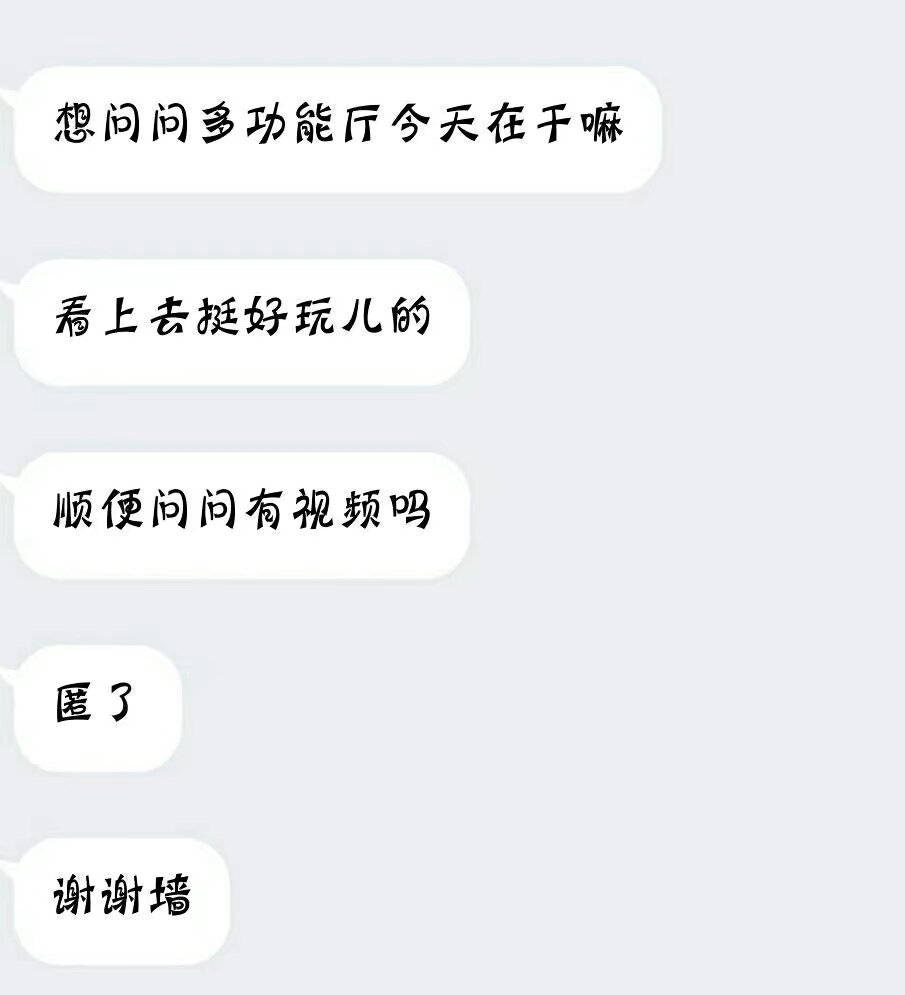 想问问多功能厅今天在干嘛
看上去挺好玩儿的
顺便问问有视频吗
匿了
谢谢墙